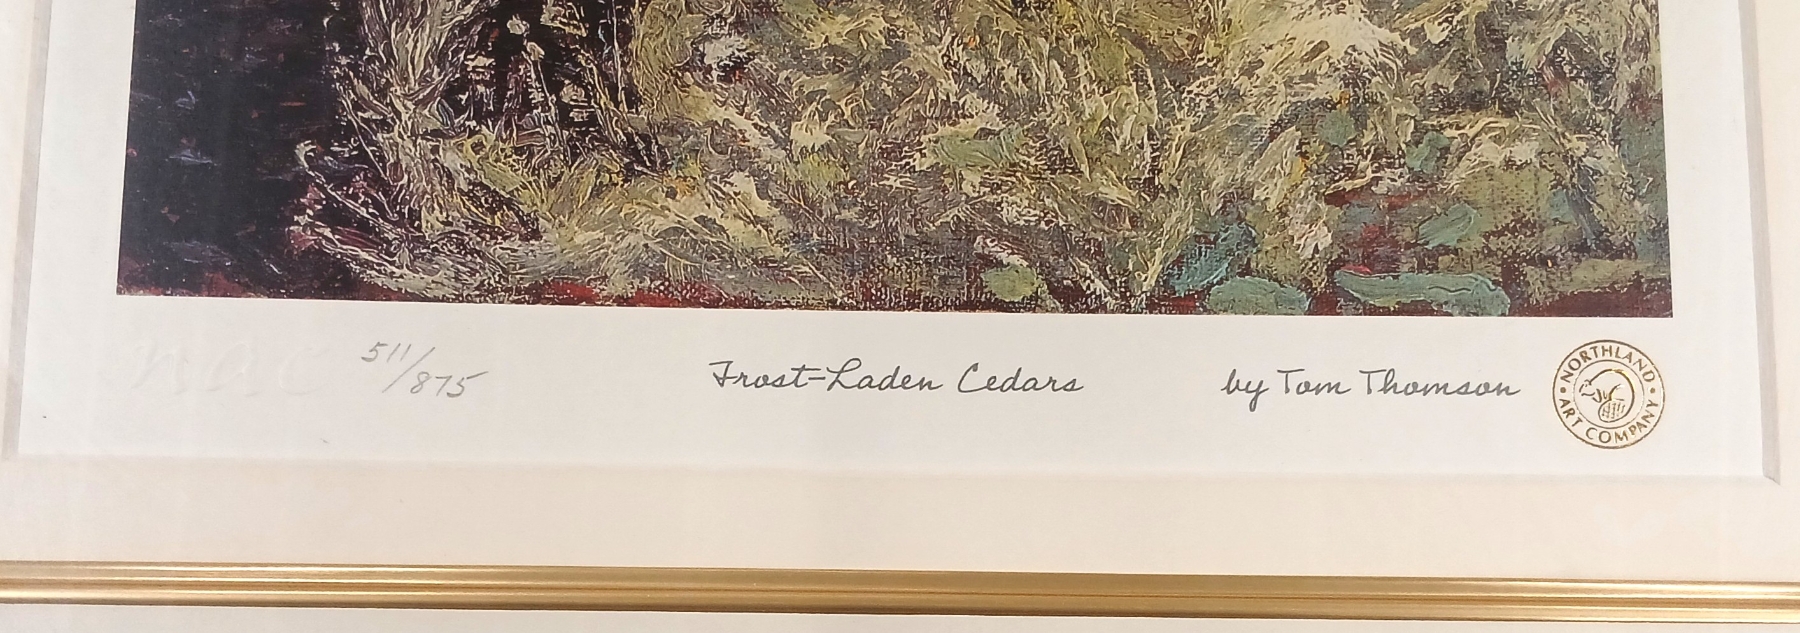 nac 511/875 Frost-Laden Cedars by Tom Thomson
NORTHLAND ART COMPANY